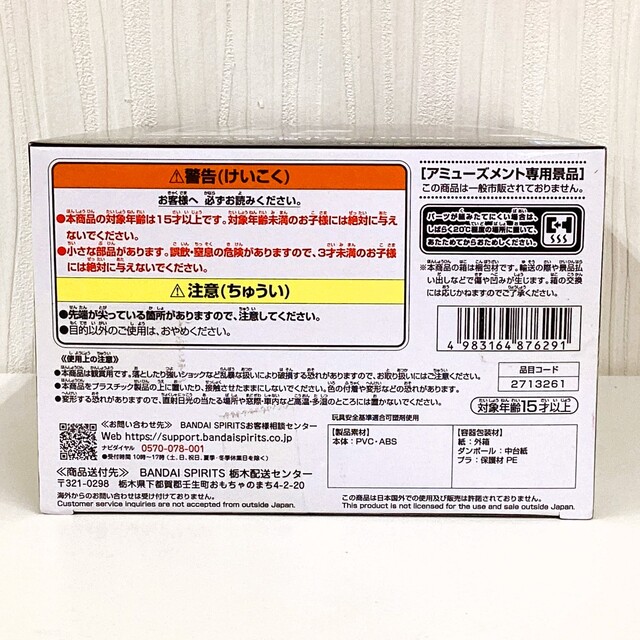 ⚠警告(けいこく)
お客様へ 必ずお読みください。
●本商品の対象年齢は15才以上です。対象年齢未満のお子様には絶対に与え
ないでください。
●小さな部品があります。誤飲・窒息の危険がありますので、3才未満のお子様
には絶対に与えないでください。
⚠注意(ちゅうい)
●先端が尖っている箇所がありますので、注意してください。
●目的以外のご使用は、おやめください。
《使用上の注意》
●本商品は観賞用です。●落としたり強いショックなど乱暴な扱いにより破損する恐れがありますので、お取り扱いにはご注意ください。
●本商品をプラスチック製品の上に置いたり、接触させたままにしないでください。色の付着や変形などの恐れがあります。
●変形する恐れがありますので、直射日光の当たる場所や窓際・車内など高温・多湿のところには置かないでください。
<お問い合わせ先> BANDAI SPIRITSお客様相談センター
Web https://support.bandaispirits.co.jp
ナビダイヤル 0570-078-001
●受付時間 10時〜17時(土、日、祝日、夏季・冬季休業日を除く)
《商品送付先》 BANDAI SPIRITS 栃木配送センター
〒321-0298 栃木県下都賀郡壬生町おもちゃのまち4-2-20
海外からのお問い合わせは受け付けておりません。
Customer service inquiries are not accepted from outside Japan.
【アミューズメント専用景品】
この商品は一般市販されておりません。
パーツが組みたてにくい場合は、
しばらく20℃程度の場所に置いて、
あたためてからおためしください。
※本商品の箱は梱包材です。輸送の際や景品払
い出しなどで傷や凹みが生じます。箱の交換
には応じかねますのでご了承ください。
4 983164 876291
品目コード
2713261
対象年齢15才以上
玩具安全基準適合可塑剤使用
【製品素材】
本体:PVC・ABS
【容器包装材】
紙:外箱
ダンボール:中台紙
プラ:保護材 PE
この商品は日本国外での使用及び販売は許諾されておりません。
This product is not licensed for the use and sale outside Japan.